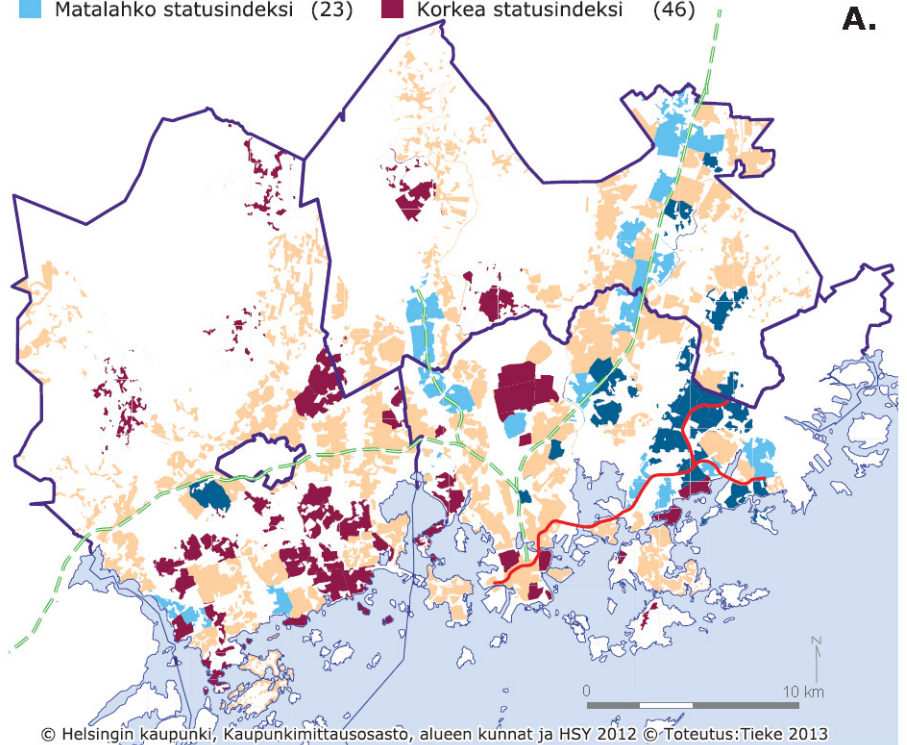 Matalahko statusindeksi (23) Korkea statusindeksi (46)
A.
N
0 10 km
© Helsingin kaupunki, Kaupunkimittausosasto, alueen kunnat ja HSY 2012 © Toteutus:Tieke 2013